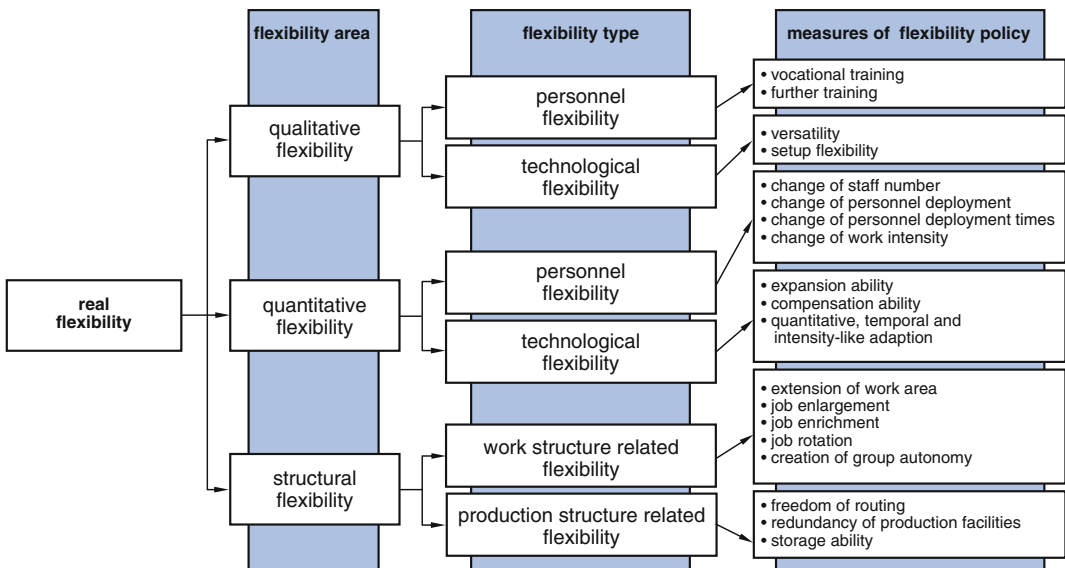 flexibility area
flexibility type
measures of flexibility policy
real
flexibility
qualitative
flexibility
personnel
flexibility
• vocational training
• further training
technological
flexibility
• versatility
• setup flexibility
quantitative
flexibility
personnel
flexibility
• change of staff number
• change of personnel deployment
• change of personnel deployment times
• change of work intensity
technological
flexibility
• expansion ability
• compensation ability
• quantitative, temporal and
intensity-like adaption
structural
flexibility
work structure related
flexibility
• extension of work area
• job enlargement
• job enrichment
• job rotation
• creation of group autonomy
production structure related
flexibility
• freedom of routing
• redundancy of production facilities
• storage ability